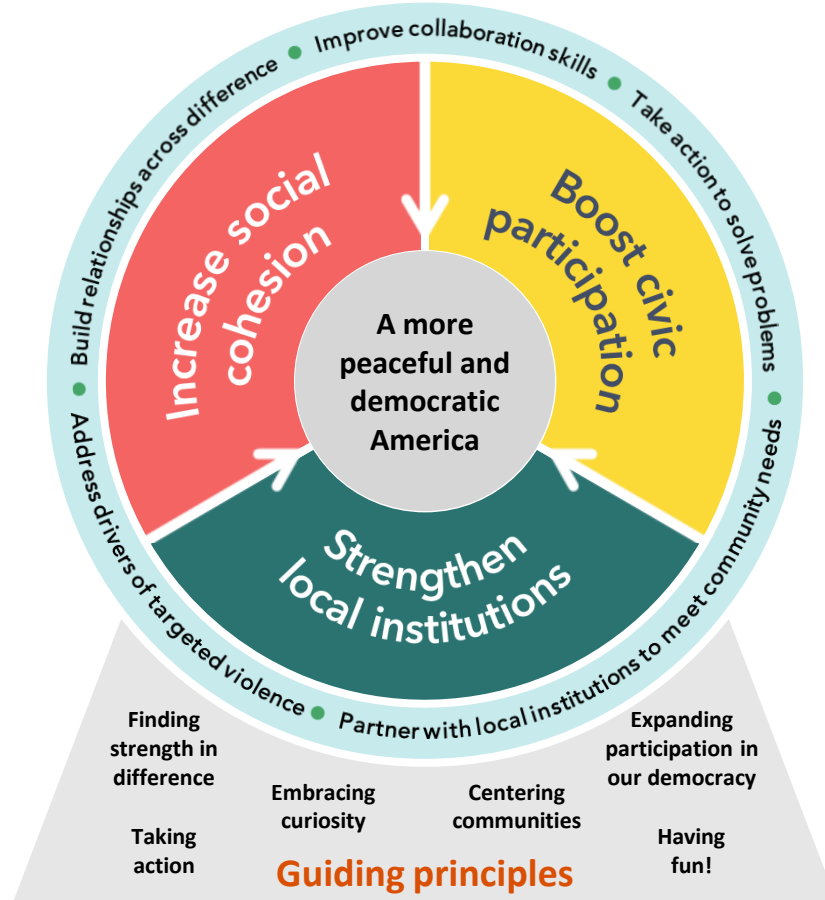 Improve collaboration skills
Take action to solve problems
Partner with local institutions to meet community needs
Address drivers of targeted violence
Build relationships across difference
Increase social
cohesion
Boost civic
participation
Strengthen
local institutions
A more
peaceful and
democratic
America
Finding
strength in
difference
Embracing
curiosity
Centering
communities
Expanding
participation in
our democracy
Taking
action
Having
fun!
Guiding principles